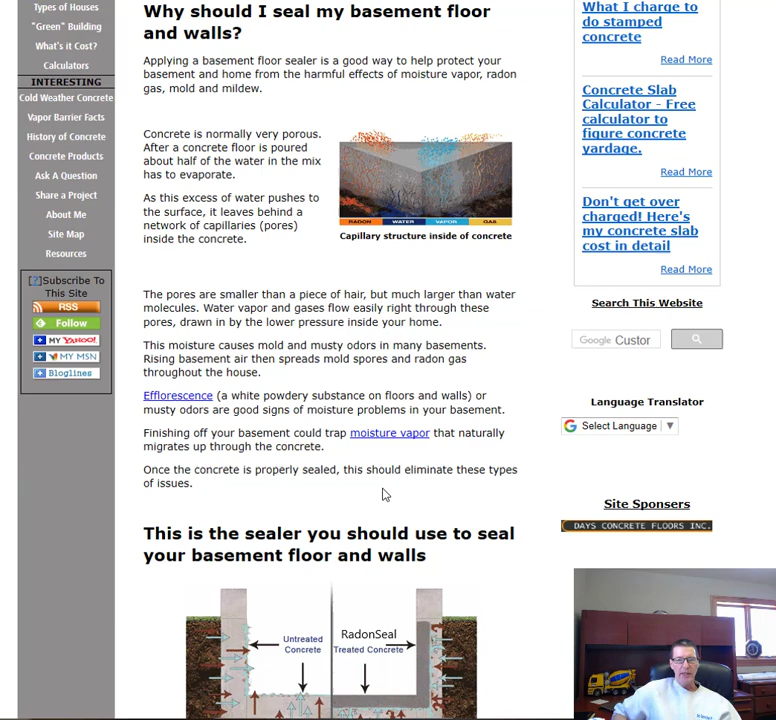 Types of Houses
"Green" Building
What's it Cost?
Calculators
INTERESTING
Cold Weather Concrete
Vapor Barrier Facts
History of Concrete
Concrete Products
Ask A Question
Share a Project
About Me
Site Map
Resources
[?]Subscribe To
This Site
RSS
Follow
MY YAHOO!
MY MSN
Bloglines
Why should I seal my basement floor
and walls?
Applying a basement floor sealer is a good way to help protect your
basement and home from the harmful effects of moisture vapor, radon
gas, mold and mildew.
Concrete is normally very porous.
After a concrete floor is poured
about half of the water in the mix
has to evaporate.
As this excess of water pushes to
the surface, it leaves behind a
network of capillaries (pores)
inside the concrete.
RADON WATER VAPOR GAS
Capillary structure inside of concrete
The pores are smaller than a piece of hair, but much larger than water
molecules. Water vapor and gases flow easily right through these
pores, drawn in by the lower pressure inside your home.
This moisture causes mold and musty odors in many basements.
Rising basement air then spreads mold spores and radon gas
throughout the house.
Efflorescence (a white powdery substance on floors and walls) or
musty odors are good signs of moisture problems in your basement.
Finishing off your basement could trap moisture vapor that naturally
migrates up through the concrete.
Once the concrete is properly sealed, this should eliminate these types
of issues.
This is the sealer you should use to seal
your basement floor and walls
Untreated
Concrete
RadonSeal
Treated Concrete
What I charge to
do stamped
concrete
Read More
Concrete Slab
Calculator - Free
calculator to
figure concrete
yardage.
Read More
Don't get over
charged! Here's
my concrete slab
cost in detail
Read More
Search This Website
Google Custor
Language Translator
Select Language
Site Sponsers
DAYS CONCRETE FLOORS INC.